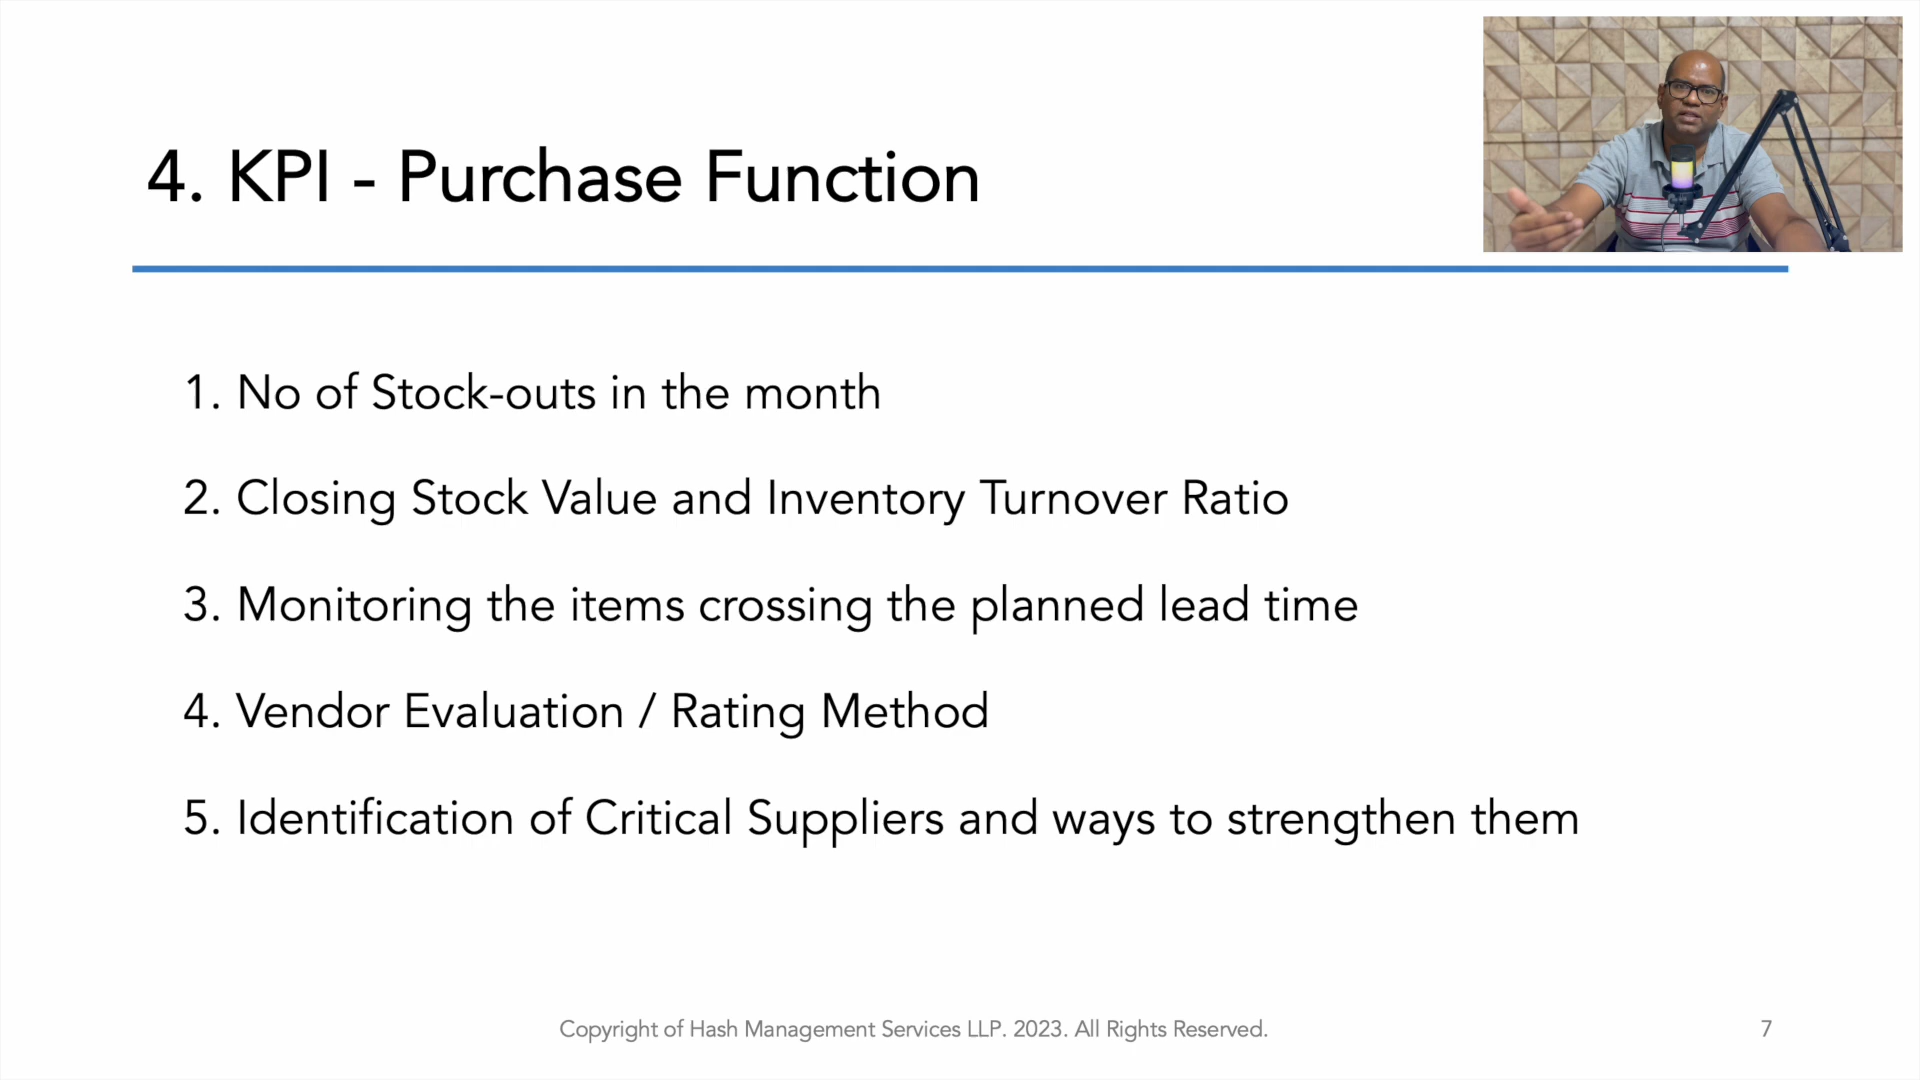 4. KPI - Purchase Function
1. No of Stock-outs in the month
2. Closing Stock Value and Inventory Turnover Ratio
3. Monitoring the items crossing the planned lead time
4. Vendor Evaluation / Rating Method
5. Identification of Critical Suppliers and ways to strengthen them
Copyright of Hash Management Services LLP. 2023. All Rights Reserved.
7